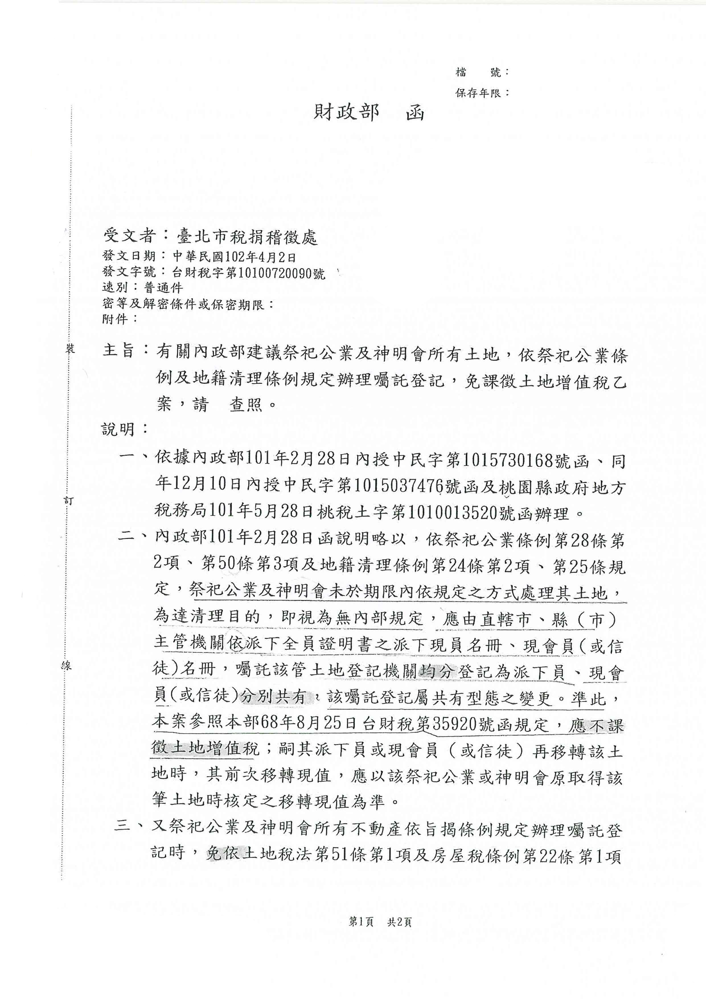 檔　　號：
保存年限：
財政部　函
受文者：臺北市稅捐稽徵處
發文日期：中華民國102年4月2日
發文字號：台財稅字第10100720090號
速別：普通件
密等及解密條件或保密期限：
附件：
主旨：有關內政部建議祭祀公業及神明會所有土地，依祭祀公業條
例及地籍清理條例規定辦理囑託登記，免課徵土地增值稅乙
案，請　查照。
說明：
一、依據內政部101年2月28日內授中民字第1015730168號函、同
年12月10日內授中民字第1015037476號函及桃園縣政府地方
稅務局101年5月28日桃稅土字第1010013520號函辦理。
二、內政部101年2月28日函說明略以，依祭祀公業條例第28條第
2項、第50條第3項及地籍清理條例第24條第2項、第25條規
定，祭祀公業及神明會未於期限內依規定之方式處理其土地，
為達清理目的，即視為無內部規定，應由直轄市、縣（市）
主管機關依派下全員證明書之派下現員名冊、現會員(或信
徒)名冊，囑託該管土地登記機關均分登記為派下員、現會
員(或信徒)分別共有，該囑託登記屬共有型態之變更。準此，
本案參照本部68年8月25日台財稅第35920號函規定，應不課
徵土地增值稅；嗣其派下員或現會員（或信徒）再移轉該土
地時，其前次移轉現值，應以該祭祀公業或神明會原取得該
筆土地時核定之移轉現值為準。
三、又祭祀公業及神明會所有不動產依旨揭條例規定辦理囑託登
記時，免依土地稅法第51條第1項及房屋稅條例第22條第1項
裝
訂
線
第1頁　共2頁